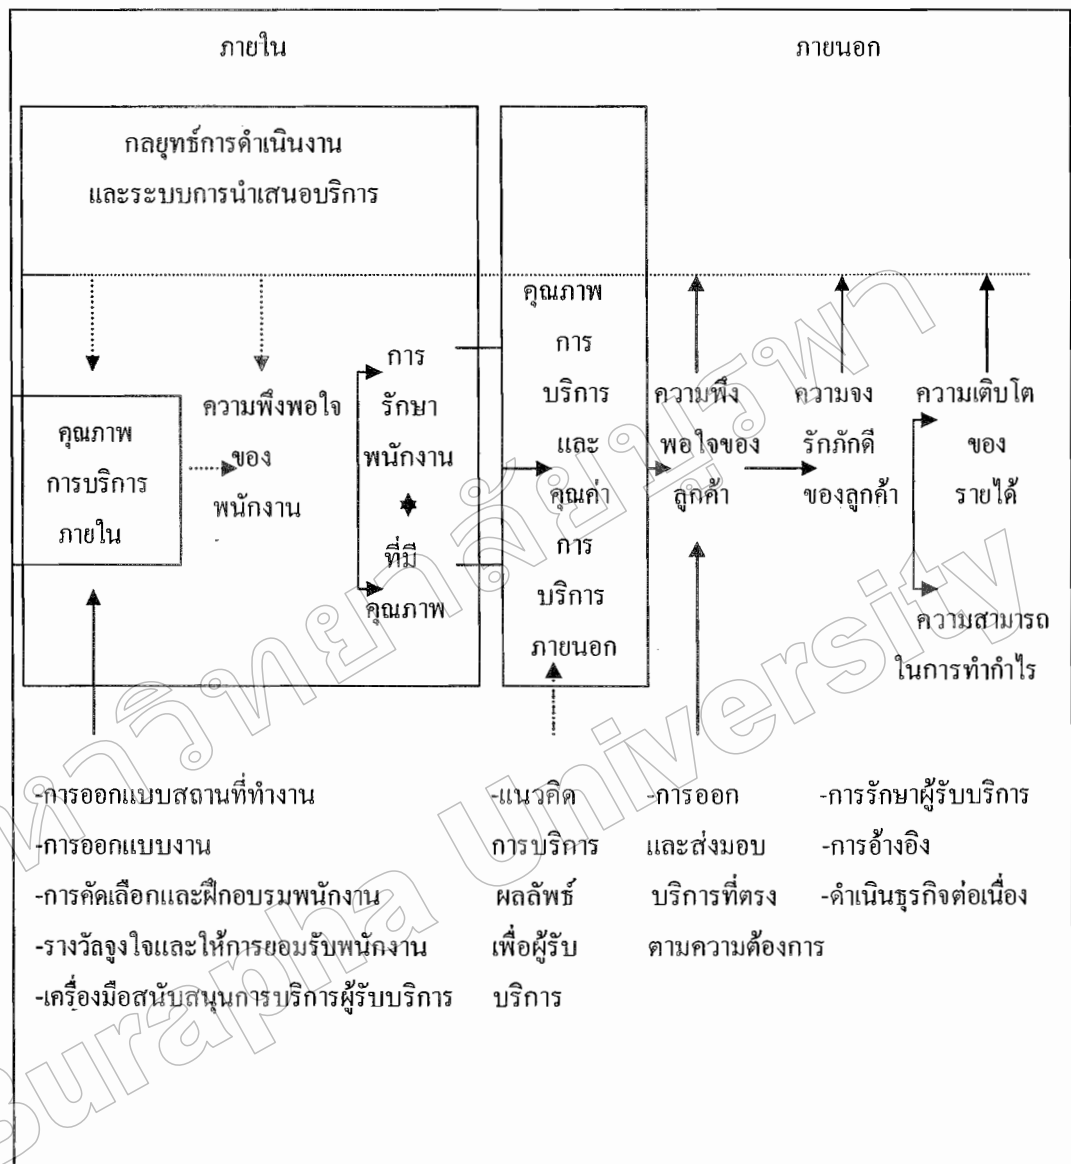 ภายใน
ภายนอก
กลยุทธ์การดำเนินงาน
และระบบการนำเสนอบริการ
คุณภาพ
การบริการ
ภายใน
ความพึงพอใจ
ของ
พนักงาน
การ
รักษา
พนักงาน
ที่มี
คุณภาพ
คุณภาพ
การ
บริการ
และ
คุณค่า
การ
บริการ
ภายนอก
ความพึง
พอใจของ
ลูกค้า
ความจง
รักภักดี
ของลูกค้า
ความเติบโต
ของ
รายได้
ความสามารถ
ในการทำกำไร
-การออกแบบสถานที่ทำงาน
-การออกแบบงาน
-การคัดเลือกและฝึกอบรมพนักงาน
-รางวัลจูงใจและให้การยอมรับพนักงาน
-เครื่องมือสนับสนุนการบริการผู้รับบริการ
-แนวคิด
การบริการ
ผลลัพธ์
เพื่อผู้รับ
บริการ
-การออก
และส่งมอบ
บริการที่ตรง
ตามความต้องการ
-การรักษาผู้รับบริการ
-การอ้างอิง
-ดำเนินธุรกิจต่อเนื่อง
มหาวิทยาลัยบูรพา
Burapha University